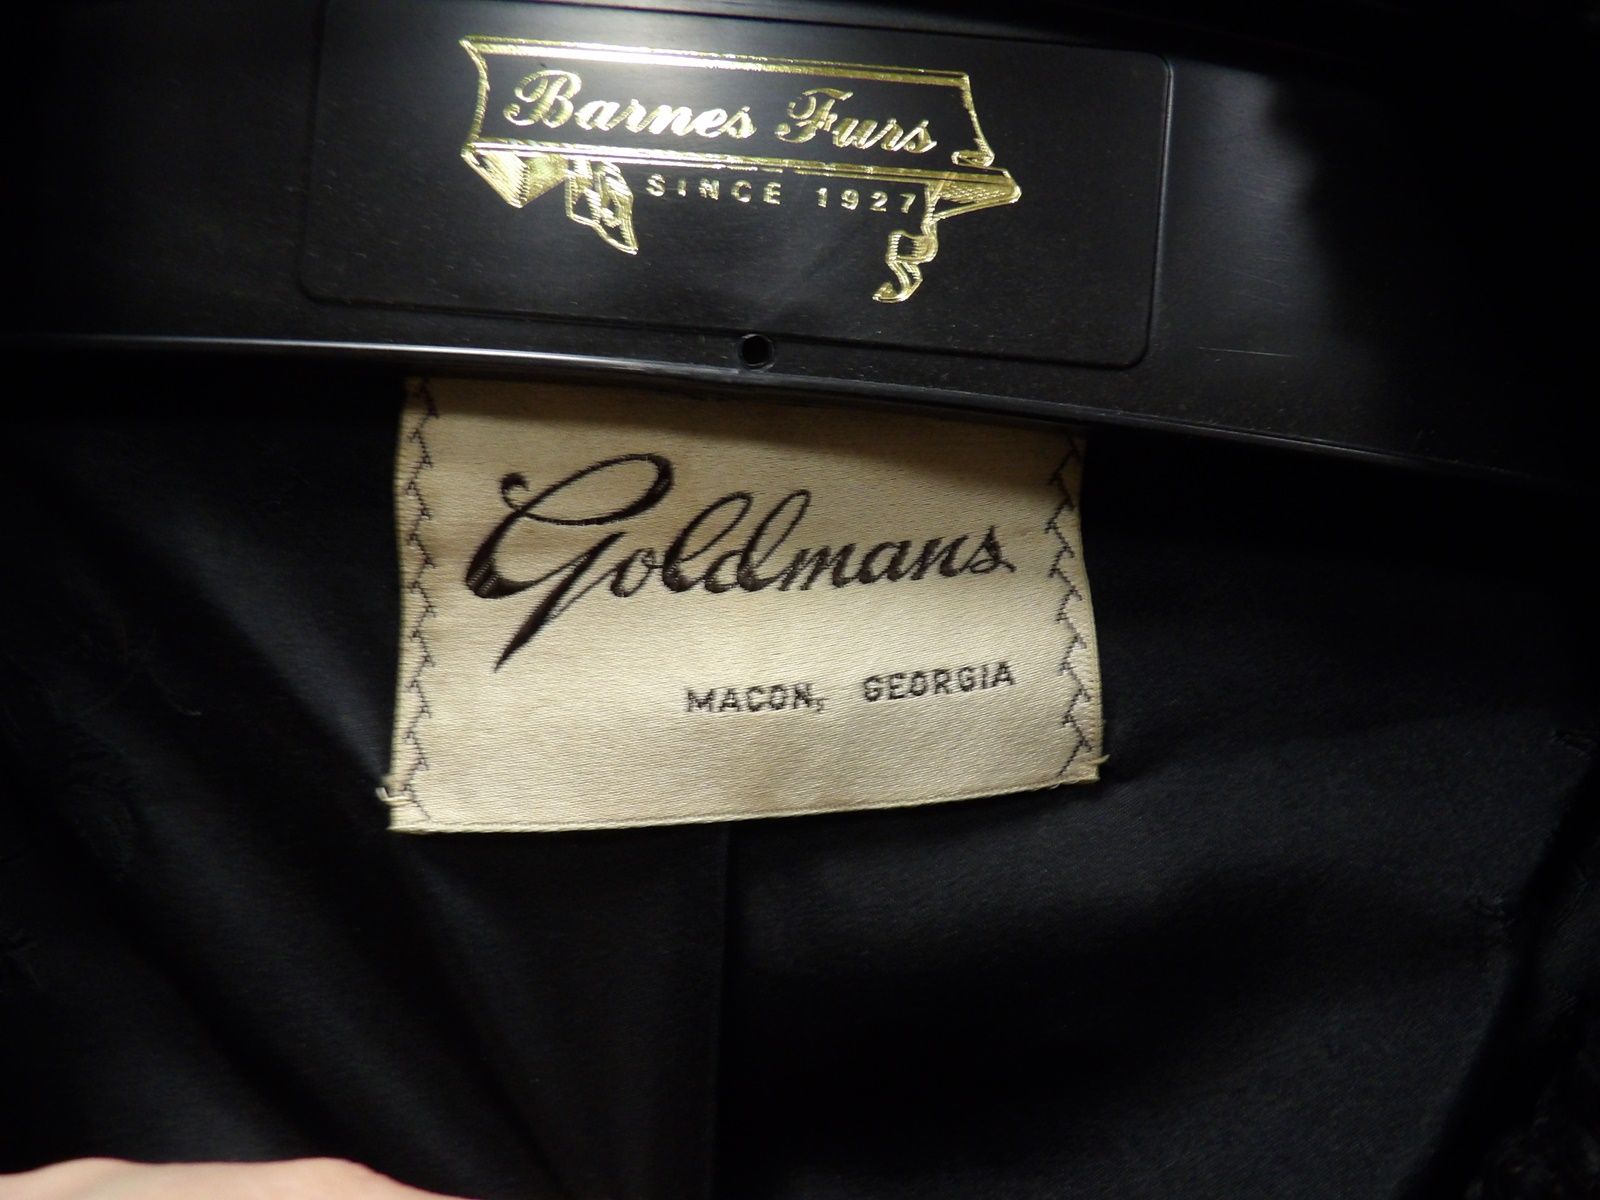 Barnes Furs
SINCE 1927
Goldmans
MACON, GEORGIA